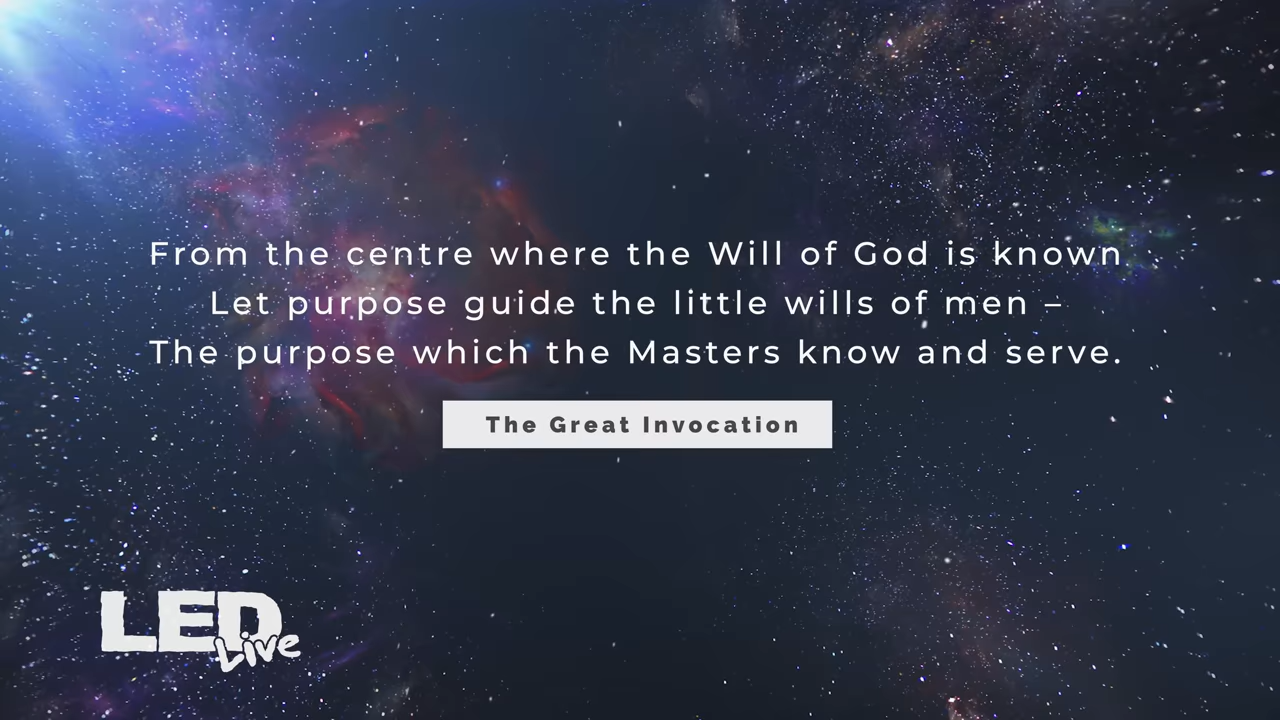 From the centre where the Will of God is known
Let purpose guide the little wills of men –
The purpose which the Masters know and serve.
The Great Invocation
LED
Live